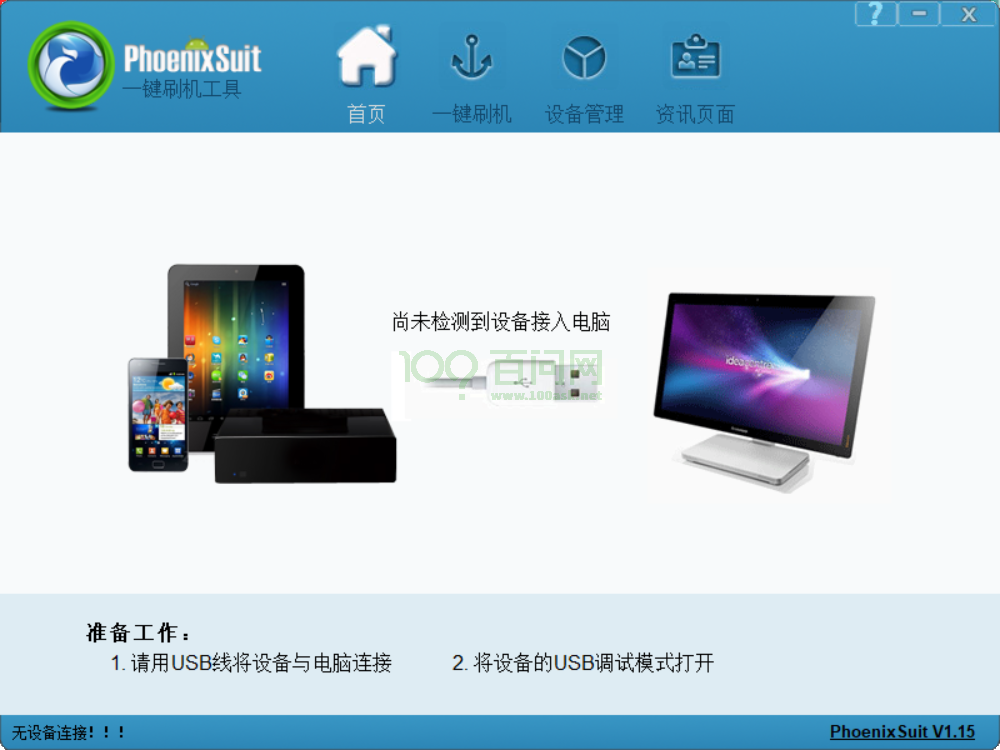 PhoenixSuit
一键刷机工具
首页
一键刷机
设备管理
资讯页面
?
X
尚未检测到设备接入电脑
100ask 百问网
www.100ask.net
准备工作：
1. 请用USB线将设备与电脑连接
2. 将设备的USB调试模式打开
无设备连接！！！
PhoenixSuit V1.15